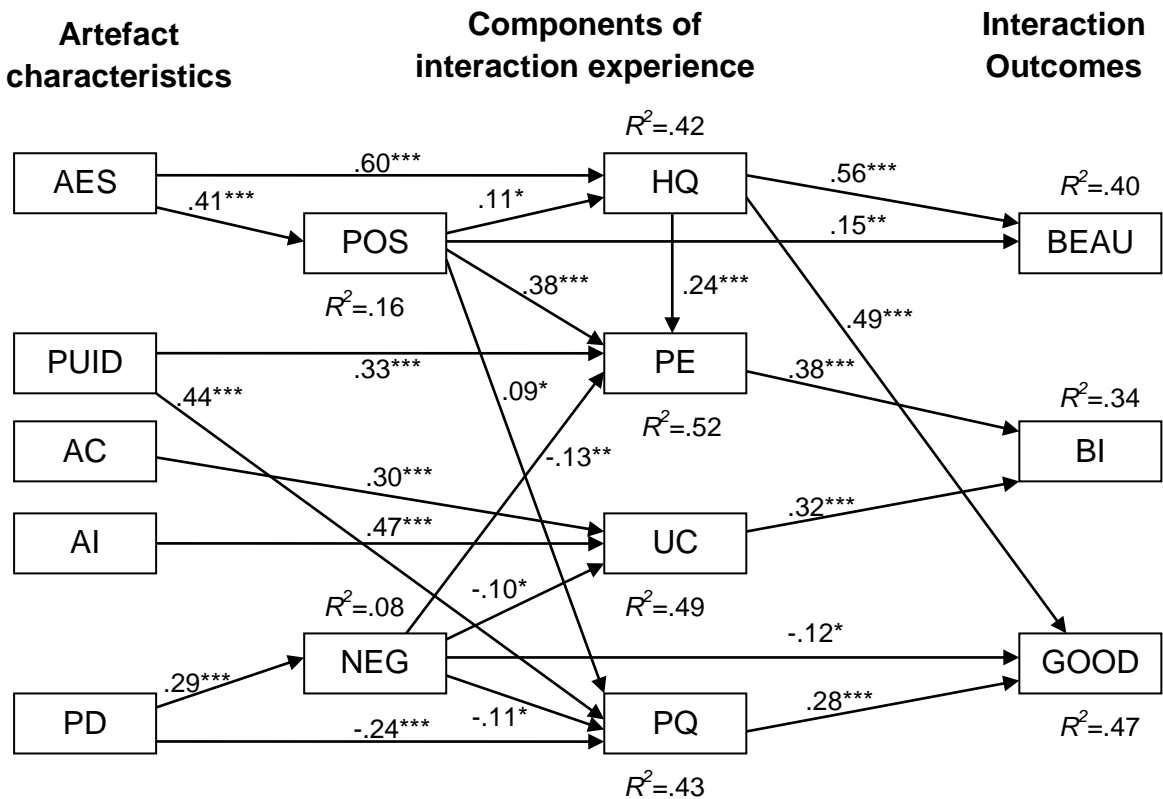 Artefact
characteristics
Components of
interaction experience
Interaction
Outcomes
R²=.42
AES
.60***
HQ
.56***
R²=.40
.41***
.11*
POS
.15**
BEAU
R²=.16
.38***
.24***
.49***
PUID
.33***
PE
.38***
.44***
.09*
R²=.52
R²=.34
AC
-.13**
BI
.30***
AI
.47***
UC
.32***
R²=.08
-.10*
R²=.49
NEG
-.12*
GOOD
.29***
-.11*
.28***
PD
-.24***
PQ
R²=.47
R²=.43